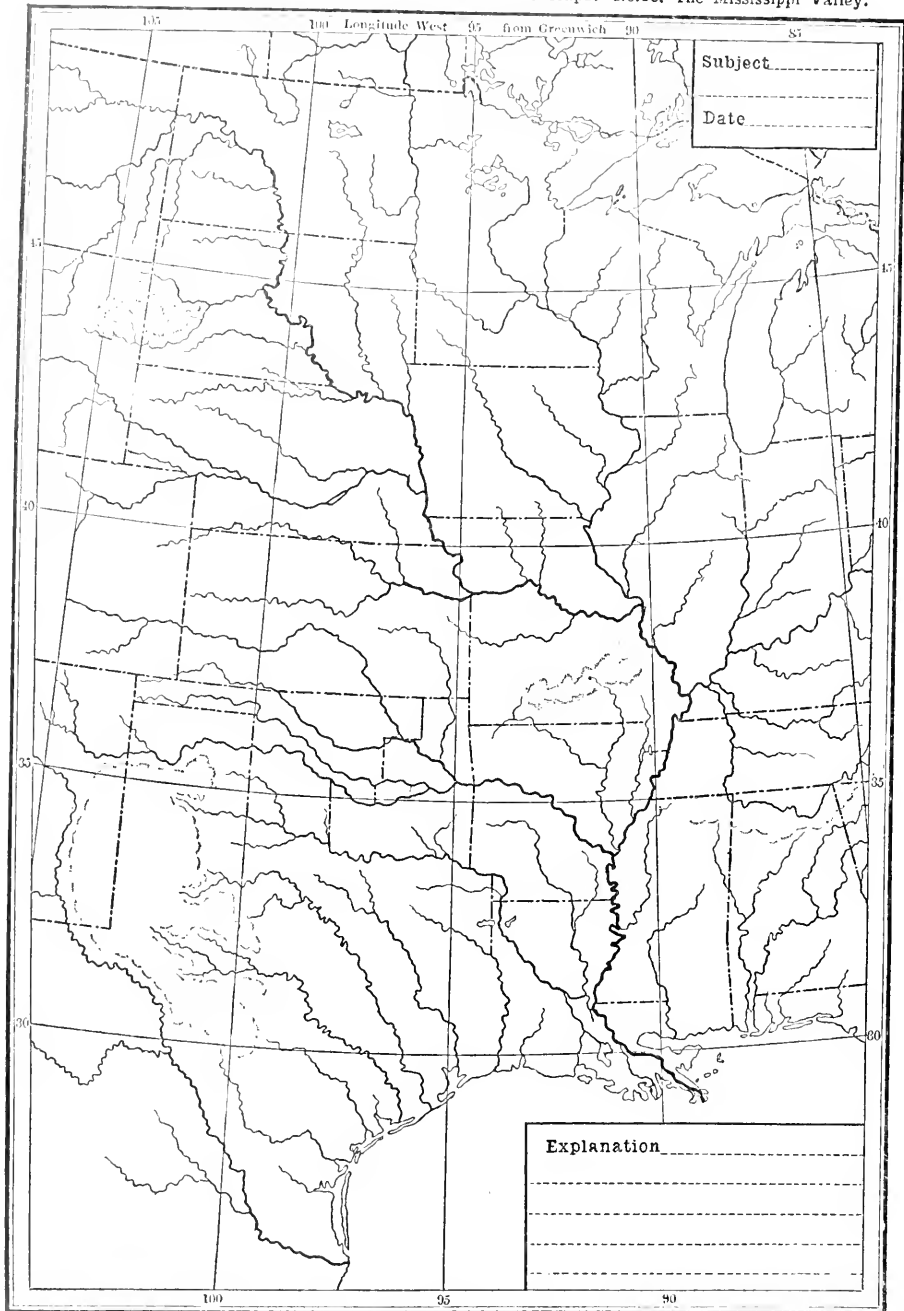 The Mississippi Valley.
105 100 Longitude West 95 from Greenwich 90 85
Subject
Date
45 45
40 40
35 35
30 30
Explanation
100 95 90